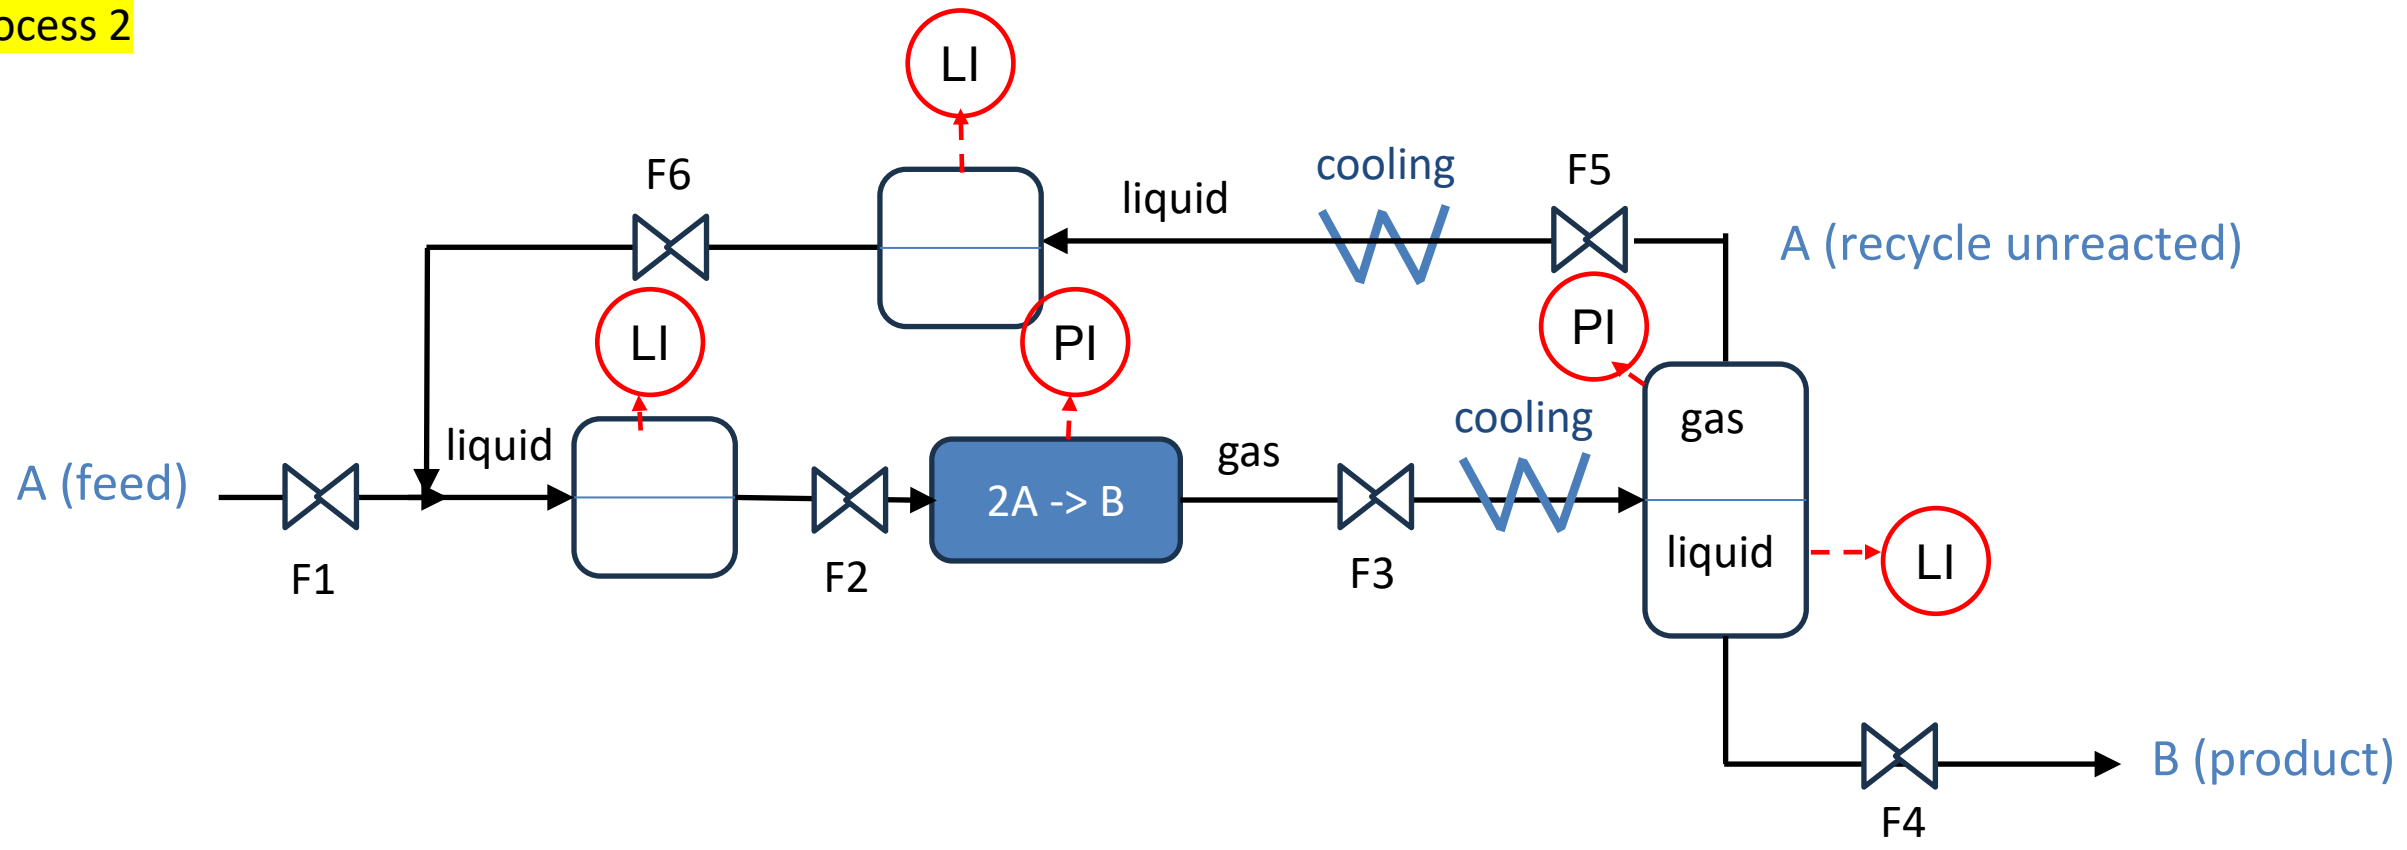 ocess 2
LI
F6
liquid
cooling
F5
A (recycle unreacted)
LI
PI
PI
A (feed)
liquid
gas
cooling
gas
2A -> B
liquid
LI
F1
F2
F3
B (product)
F4